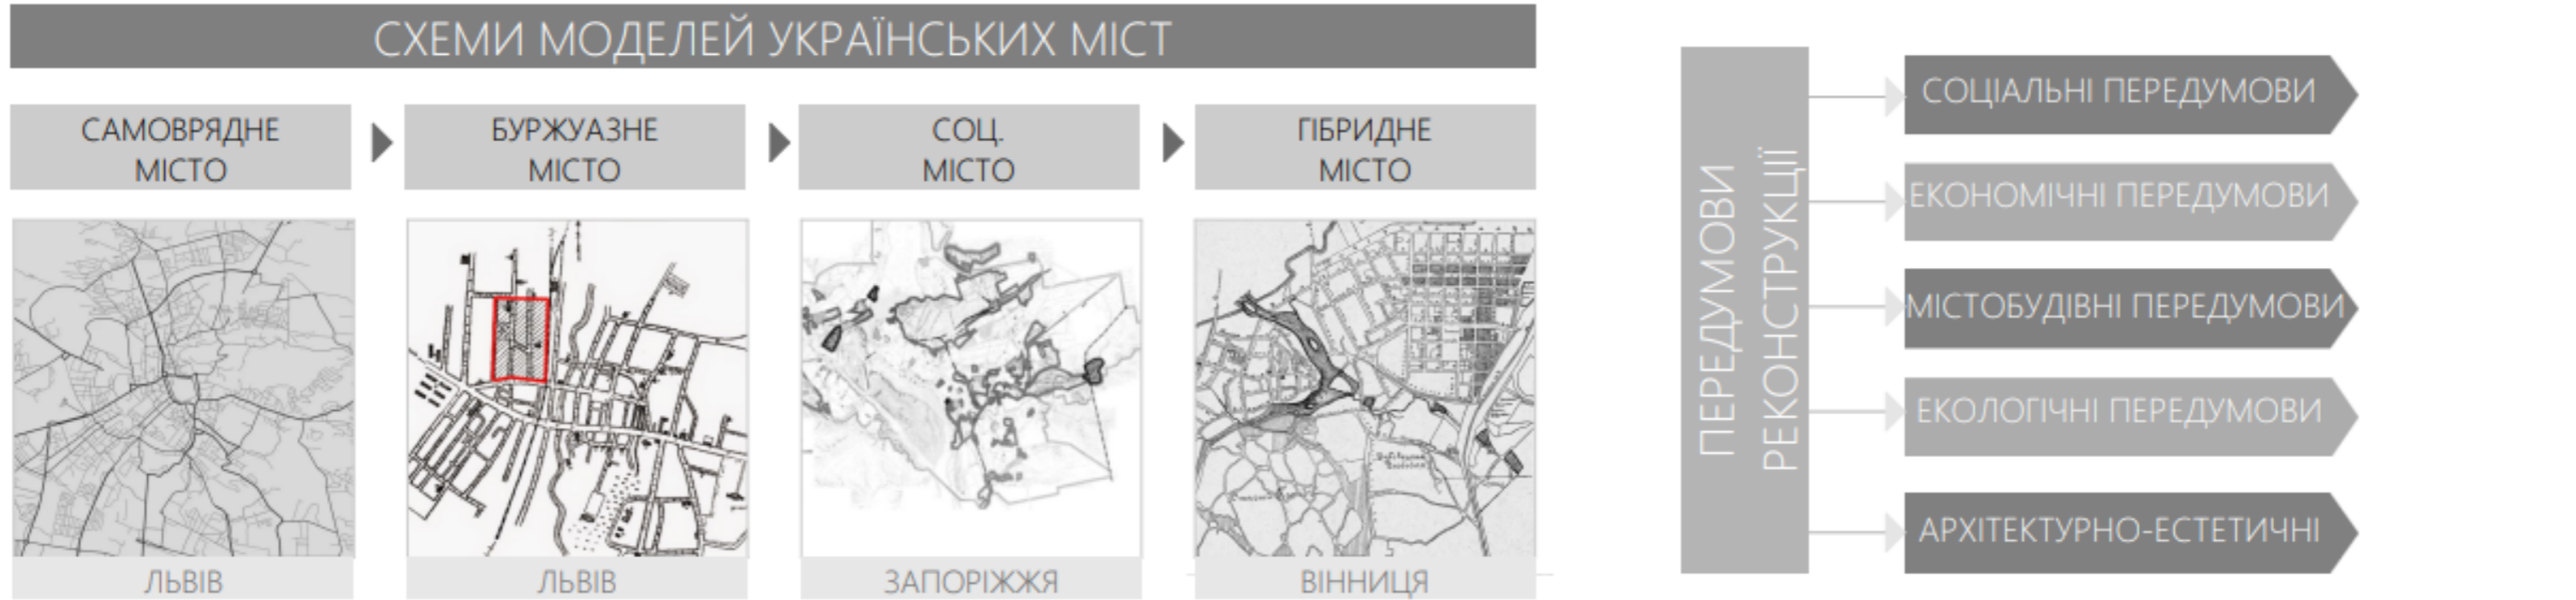 СХЕМИ МОДЕЛЕЙ УКРАЇНСЬКИХ МІСТ
САМОВРЯДНЕ
МІСТО
БУРЖУАЗНЕ
МІСТО
СОЦ.
МІСТО
ГІБРИДНЕ
МІСТО
ЛЬВІВ
ЛЬВІВ
ЗАПОРІЖЖЯ
ВІННИЦЯ
ПЕРЕДУМОВИ
РЕКОНСТРУКЦІЇ
СОЦІАЛЬНІ ПЕРЕДУМОВИ
ЕКОНОМІЧНІ ПЕРЕДУМОВИ
МІСТОБУДІВНІ ПЕРЕДУМОВИ
ЕКОЛОГІЧНІ ПЕРЕДУМОВИ
АРХІТЕКТУРНО-ЕСТЕТИЧНІ